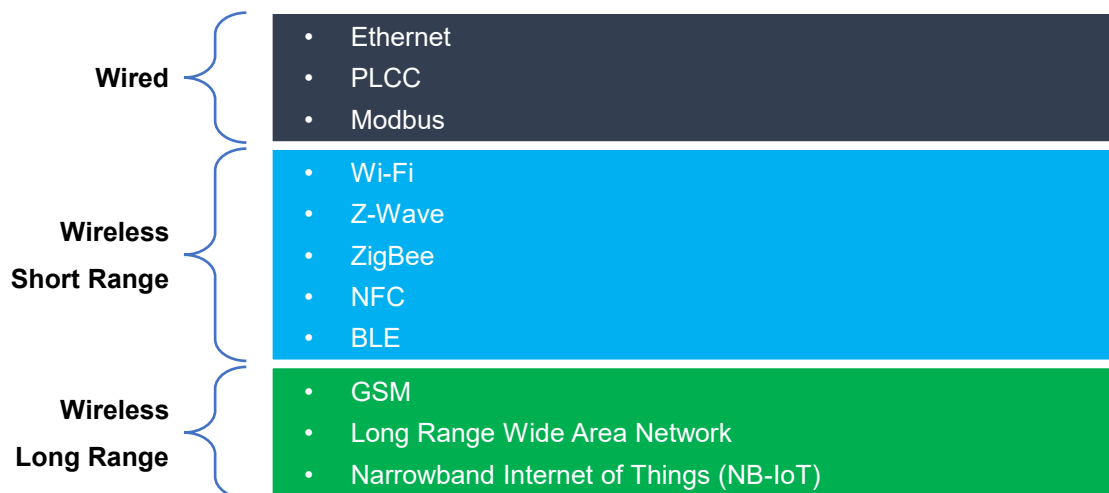 Wired
• Ethernet
• PLCC
• Modbus
Wireless
Short Range
• Wi-Fi
• Z-Wave
• ZigBee
• NFC
• BLE
Wireless
Long Range
• GSM
• Long Range Wide Area Network
• Narrowband Internet of Things (NB-IoT)